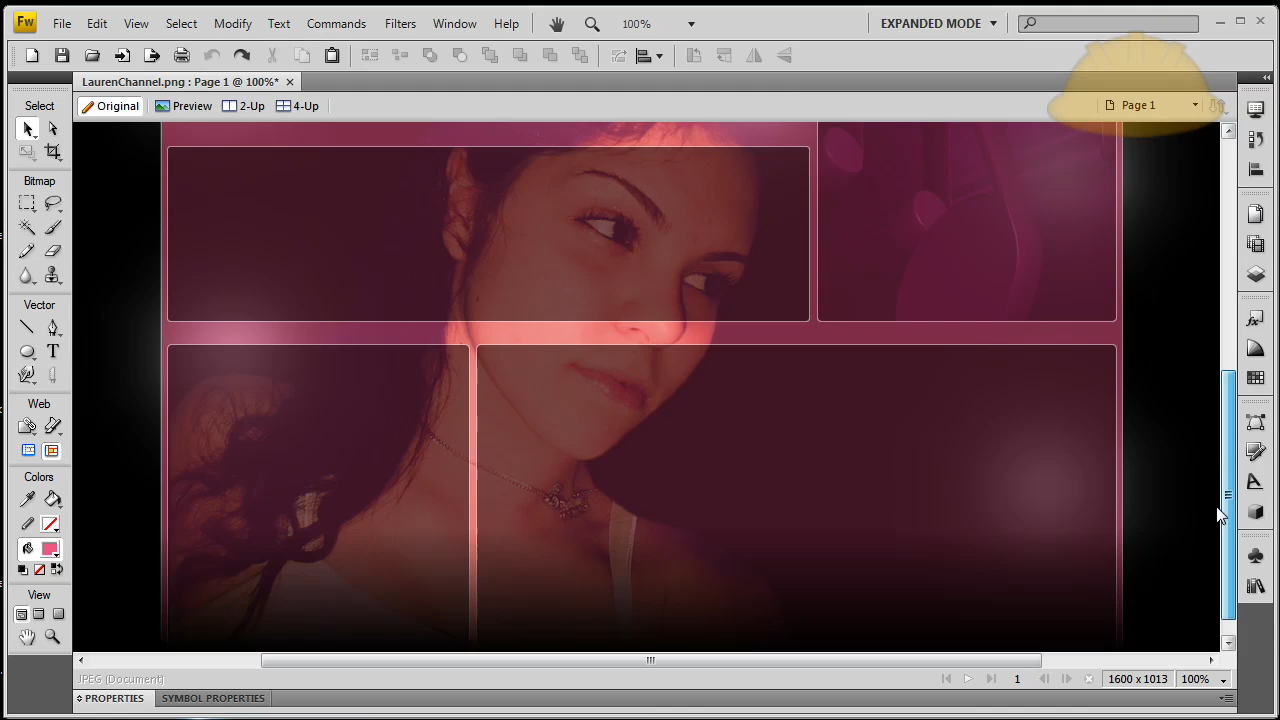 Fw File Edit View Select Modify Text Commands Filters Window Help 100% EXPANDED MODE
LaurenChannel.png : Page 1 @ 100%*
Original Preview 2-Up 4-Up Page 1
Select
Bitmap
Vector
T
Web
Colors
View
JPEG (Document) 1 1600 x 1013 100%
PROPERTIES SYMBOL PROPERTIES